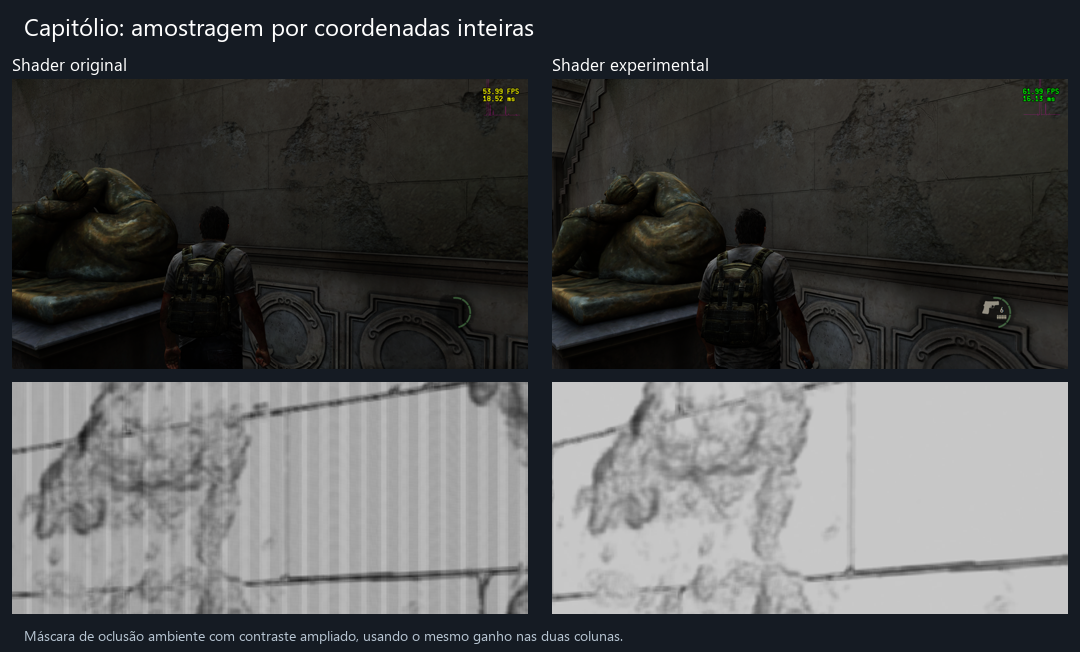 Capitólio: amostragem por coordenadas inteiras
Shader original
Shader experimental
53.99 FPS
18.52 ms
61.99 FPS
16.13 ms
Máscara de oclusão ambiente com contraste ampliado, usando o mesmo ganho nas duas colunas.